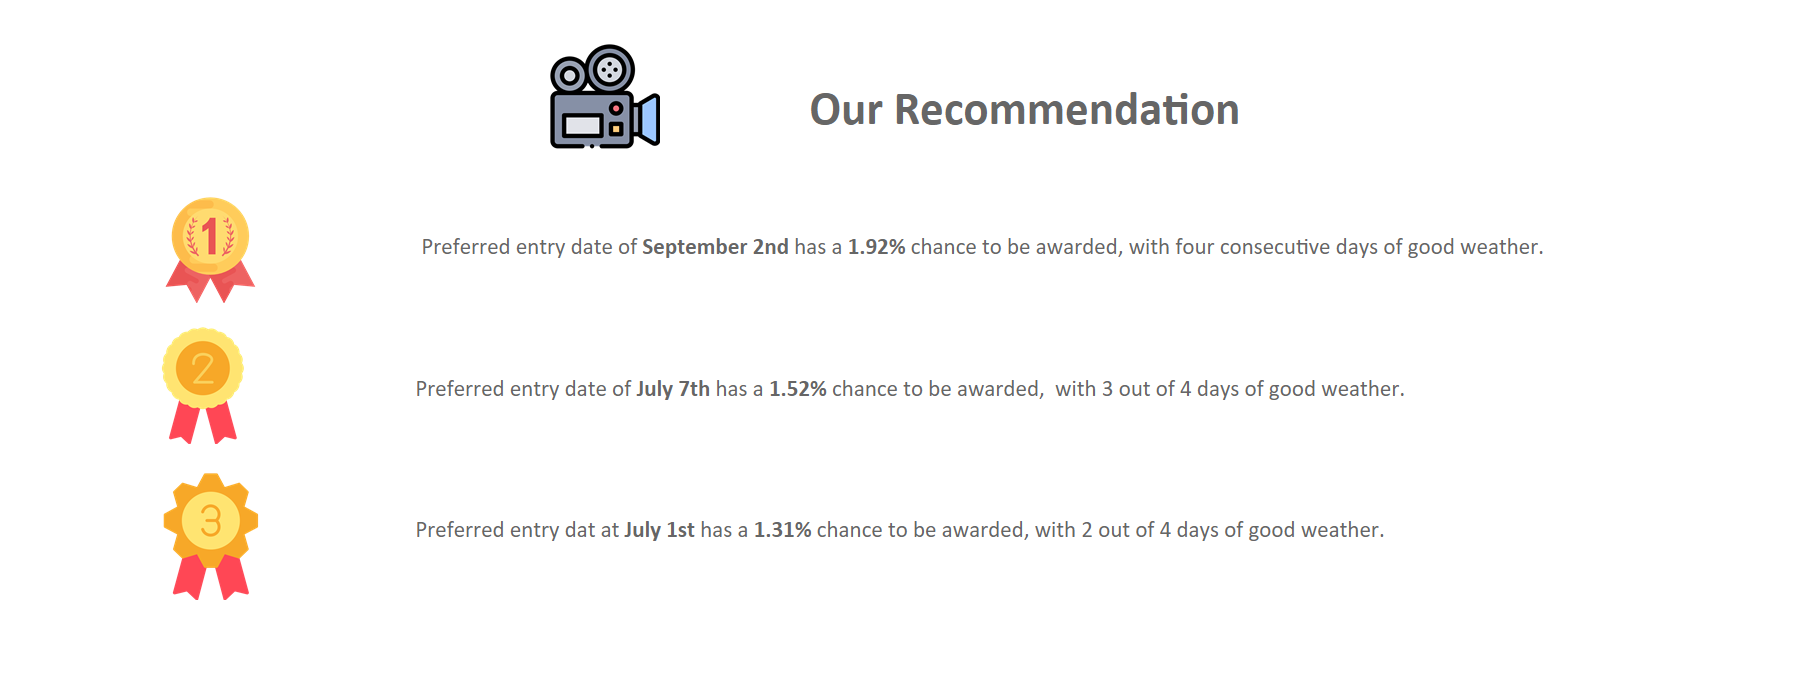 Our Recommendation
1
Preferred entry date of September 2nd has a 1.92% chance to be awarded, with four consecutive days of good weather.
2
Preferred entry date of July 7th has a 1.52% chance to be awarded,  with 3 out of 4 days of good weather.
3
Preferred entry dat at July 1st has a 1.31% chance to be awarded, with 2 out of 4 days of good weather.